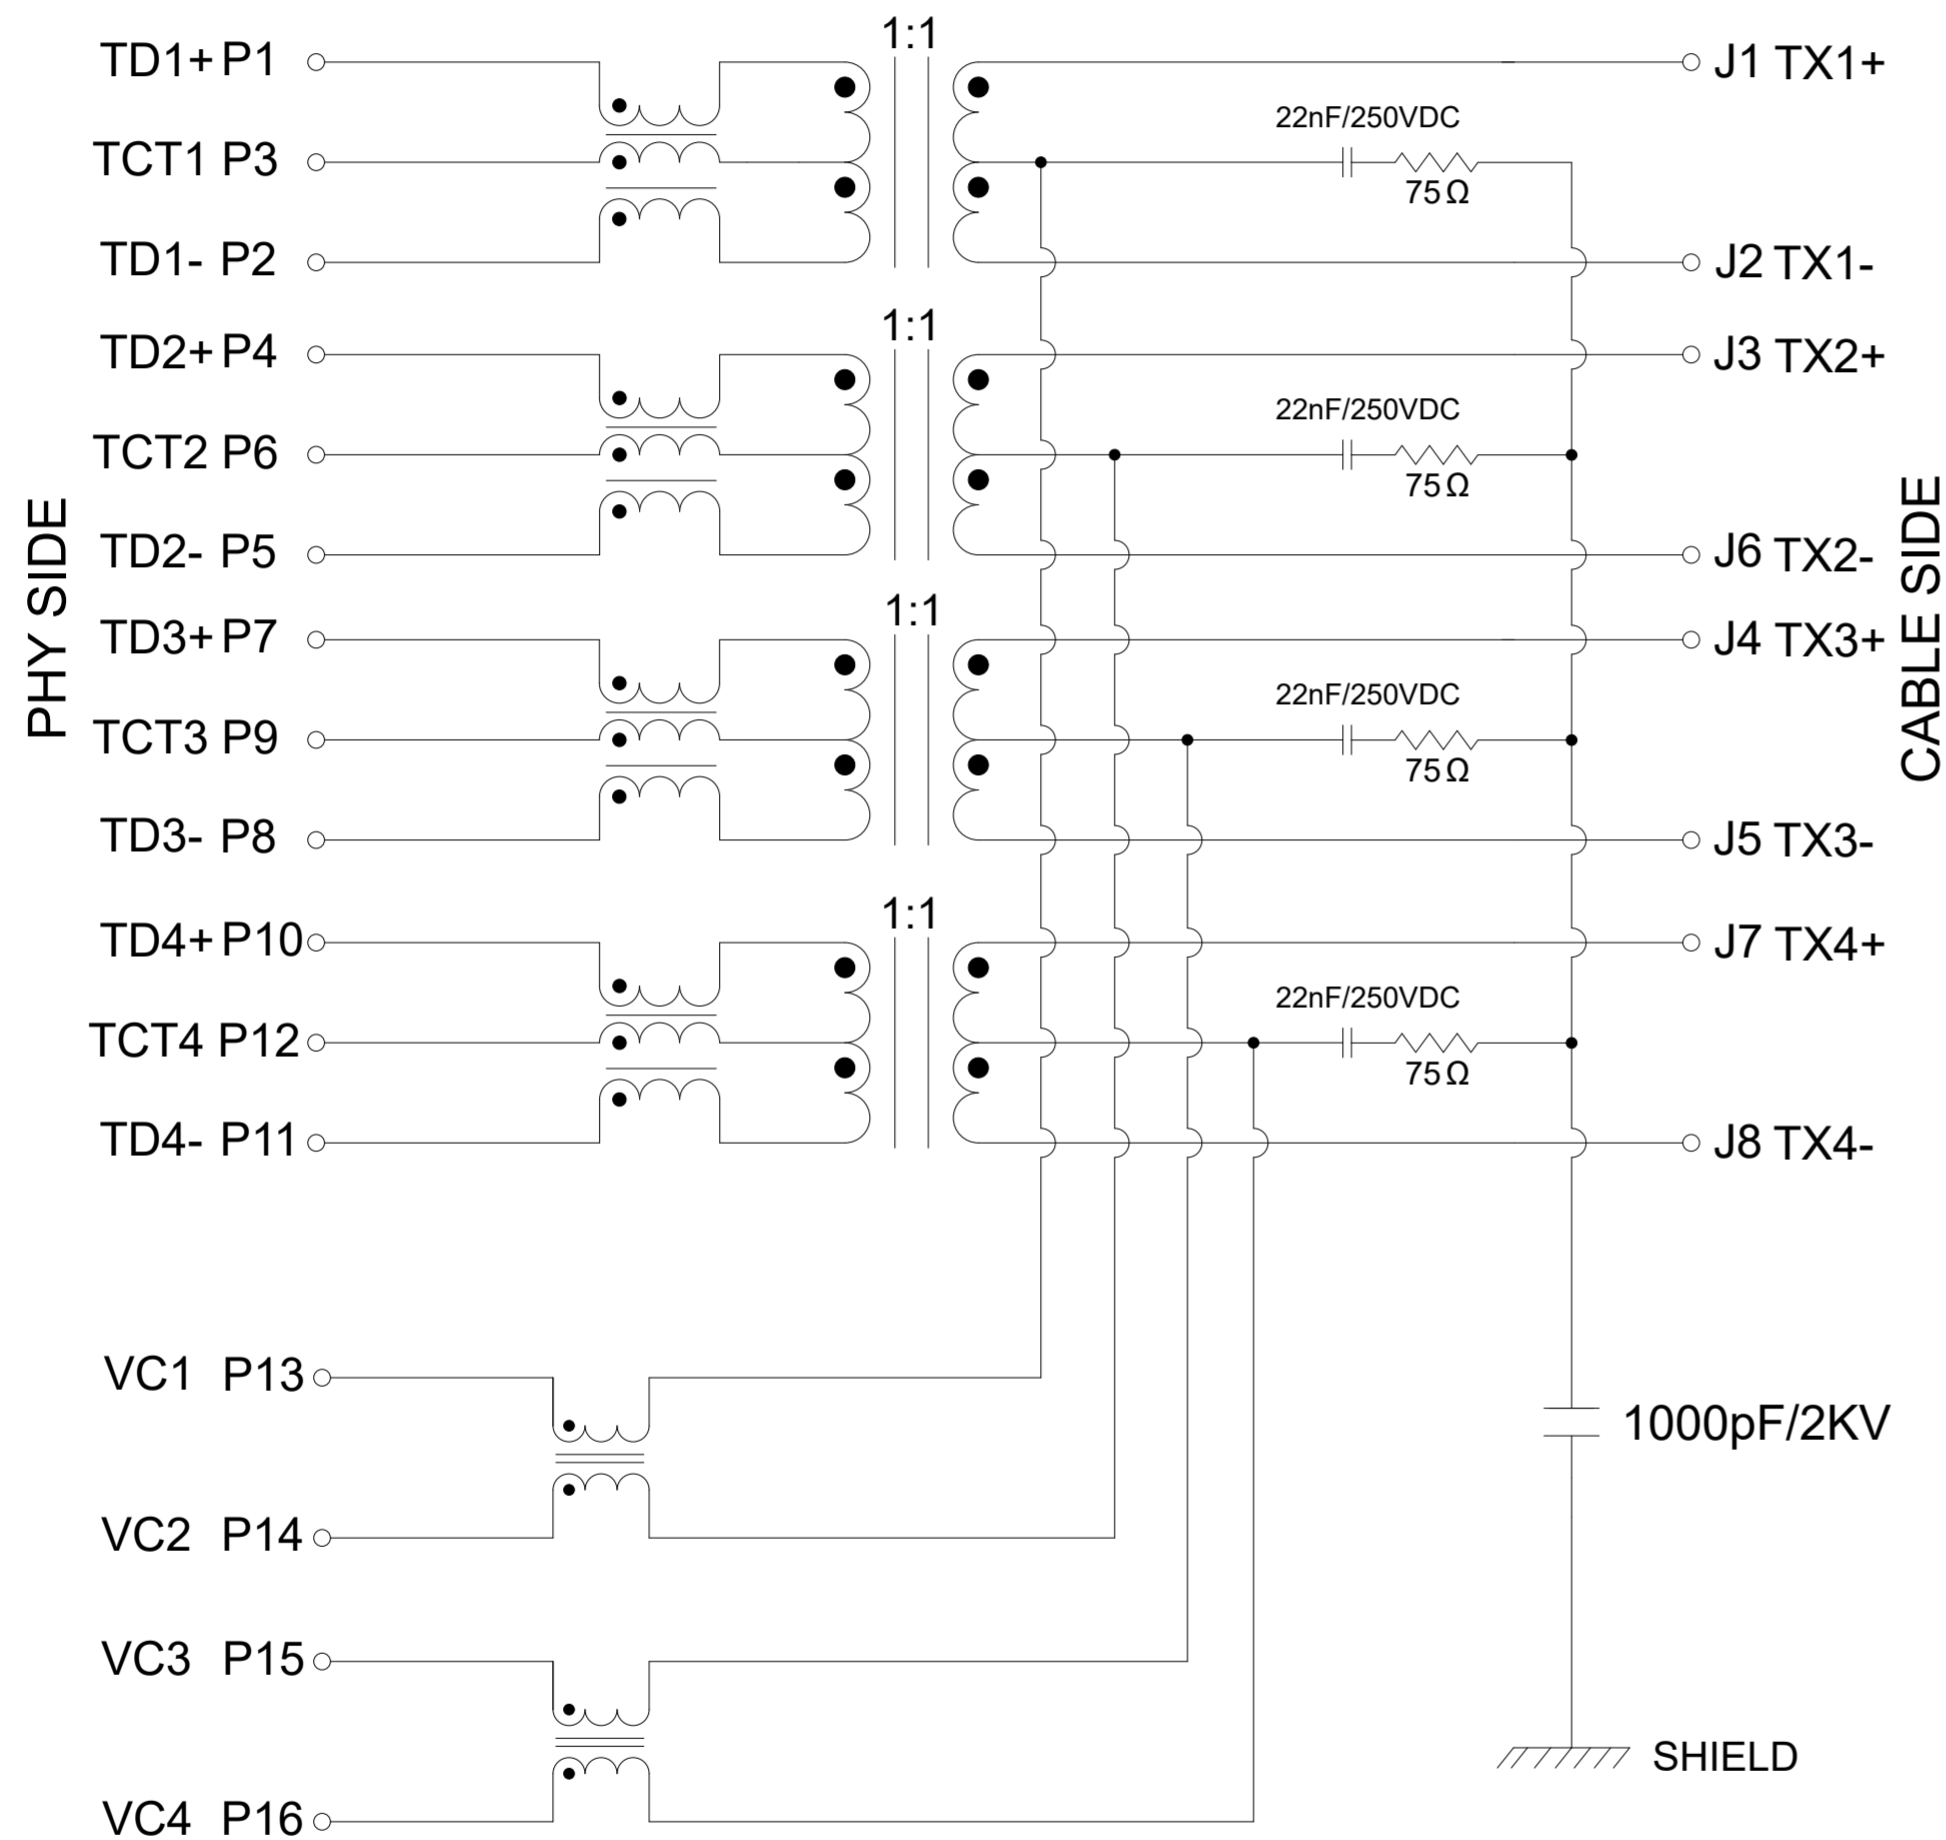 1:1
TD1+ P1
J1 TX1+
22nF/250VDC
TCT1 P3
75Ω
TD1- P2
J2 TX1-
1:1
TD2+ P4
J3 TX2+
22nF/250VDC
TCT2 P6
75Ω
TD2- P5
J6 TX2-
PHY SIDE
CABLE SIDE
1:1
TD3+ P7
J4 TX3+
22nF/250VDC
TCT3 P9
75Ω
TD3- P8
J5 TX3-
1:1
TD4+ P10
J7 TX4+
22nF/250VDC
TCT4 P12
75Ω
TD4- P11
J8 TX4-
VC1 P13
1000pF/2KV
VC2 P14
VC3 P15
SHIELD
VC4 P16